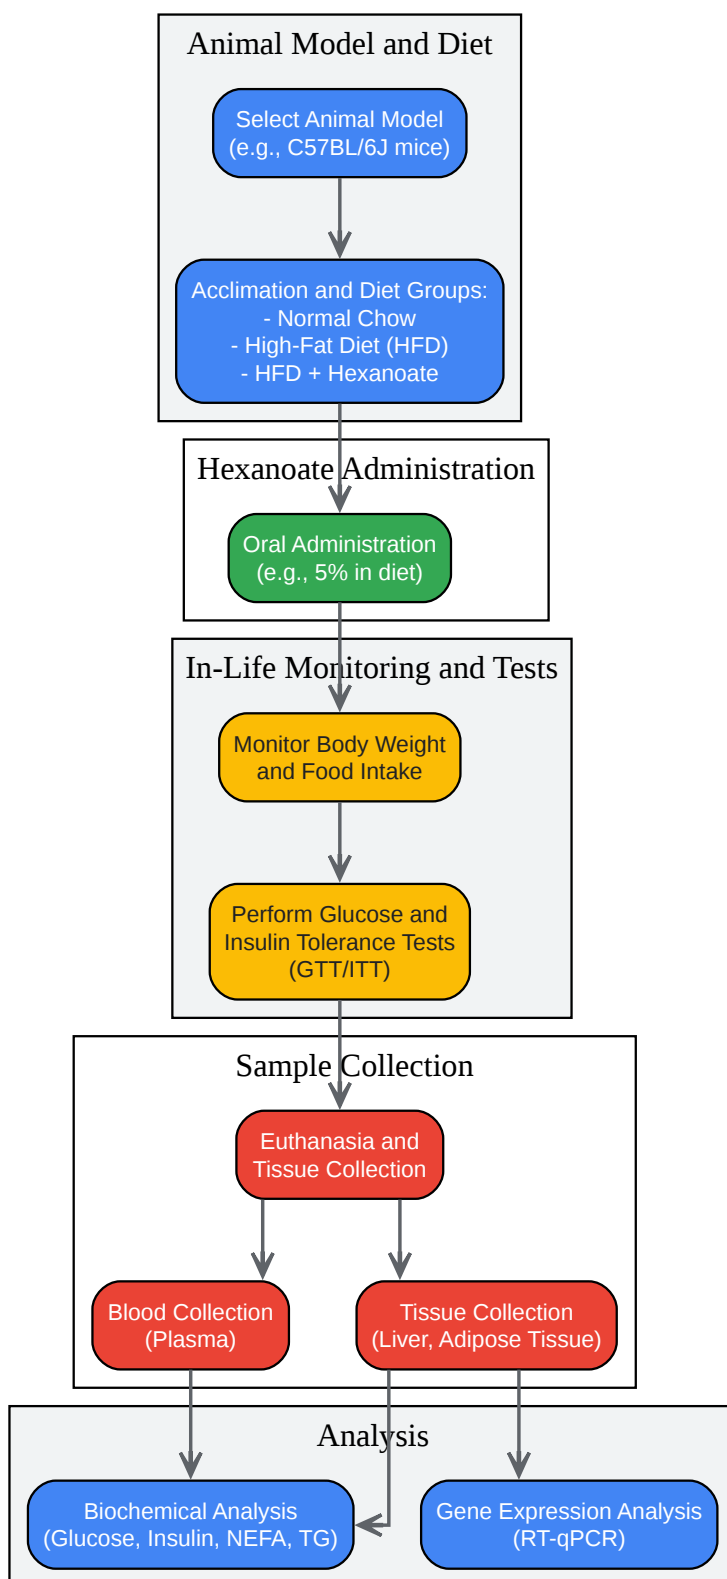 Animal Model and Diet
Select Animal Model
(e.g., C57BL/6J mice)
Acclimation and Diet Groups:
- Normal Chow
- High-Fat Diet (HFD)
- HFD + Hexanoate
Hexanoate Administration
Oral Administration
(e.g., 5% in diet)
In-Life Monitoring and Tests
Monitor Body Weight
and Food Intake
Perform Glucose and
Insulin Tolerance Tests
(GTT/ITT)
Sample Collection
Euthanasia and
Tissue Collection
Blood Collection
(Plasma)
Tissue Collection
(Liver, Adipose Tissue)
Analysis
Biochemical Analysis
(Glucose, Insulin, NEFA, TG)
Gene Expression Analysis
(RT-qPCR)